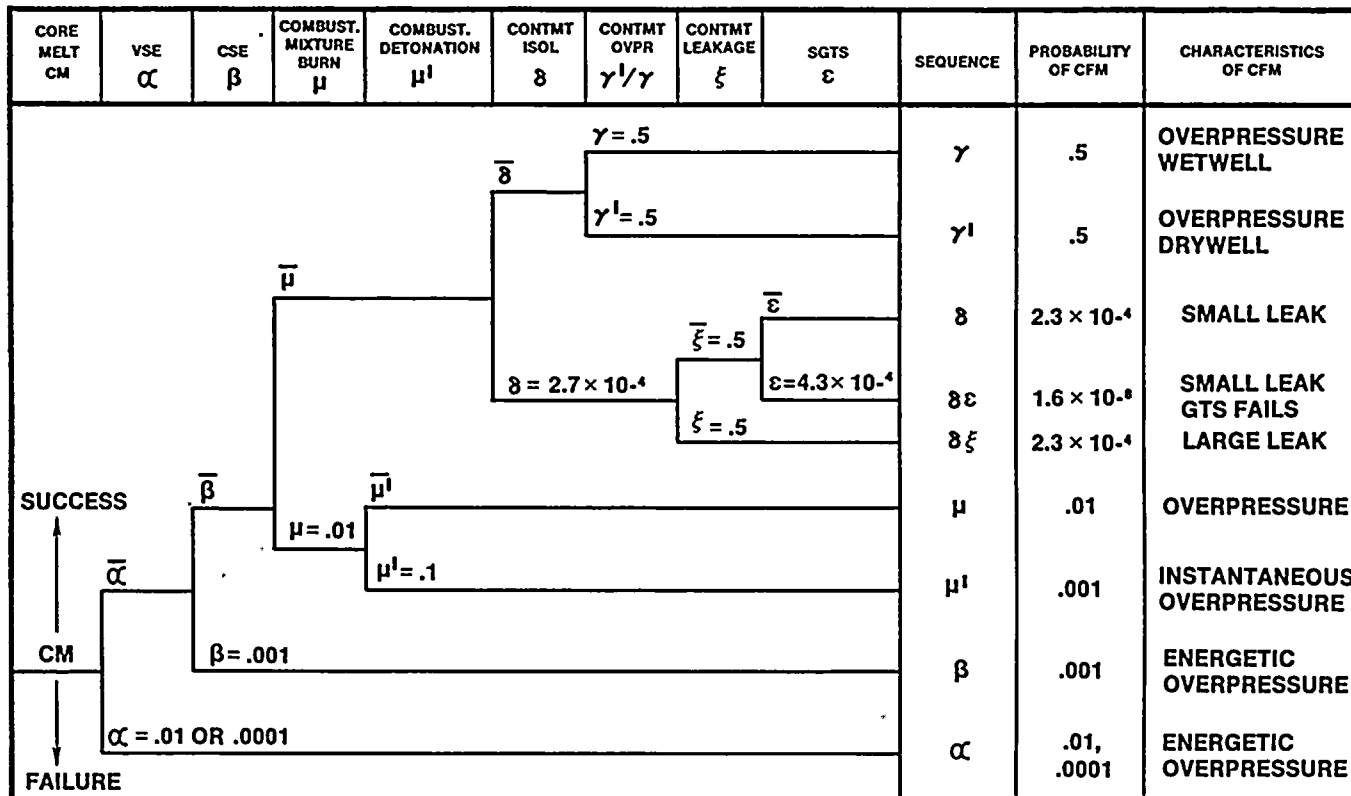 CORE MELT CM
VSE α
CSE β
COMBUST. MIXTURE BURN μ
COMBUST. DETONATION μ'
CONTMT ISOL δ
CONTMT OVPR γ'/γ
CONTMT LEAKAGE ξ
SGTS ε
SEQUENCE
PROBABILITY OF CFM
CHARACTERISTICS OF CFM
γ = .5
γ
.5
OVERPRESSURE
WETWELL
δ̅
γ' = .5
γ'
.5
OVERPRESSURE
DRYWELL
μ̅
ε̅
δ
2.3 × 10-⁴
SMALL LEAK
ξ̅ = .5
δ = 2.7 × 10-⁴
ε=4.3 × 10-⁴
δε
1.6 × 10-⁸
SMALL LEAK
GTS FAILS
ξ = .5
δξ
2.3 × 10-⁴
LARGE LEAK
SUCCESS
β̅
μ̅'
μ
.01
OVERPRESSURE
μ = .01
α̅
μ' = .1
μ'
.001
INSTANTANEOUS
OVERPRESSURE
CM
β = .001
β
.001
ENERGETIC
OVERPRESSURE
α = .01 OR .0001
α
.01,
.0001
ENERGETIC
OVERPRESSURE
FAILURE